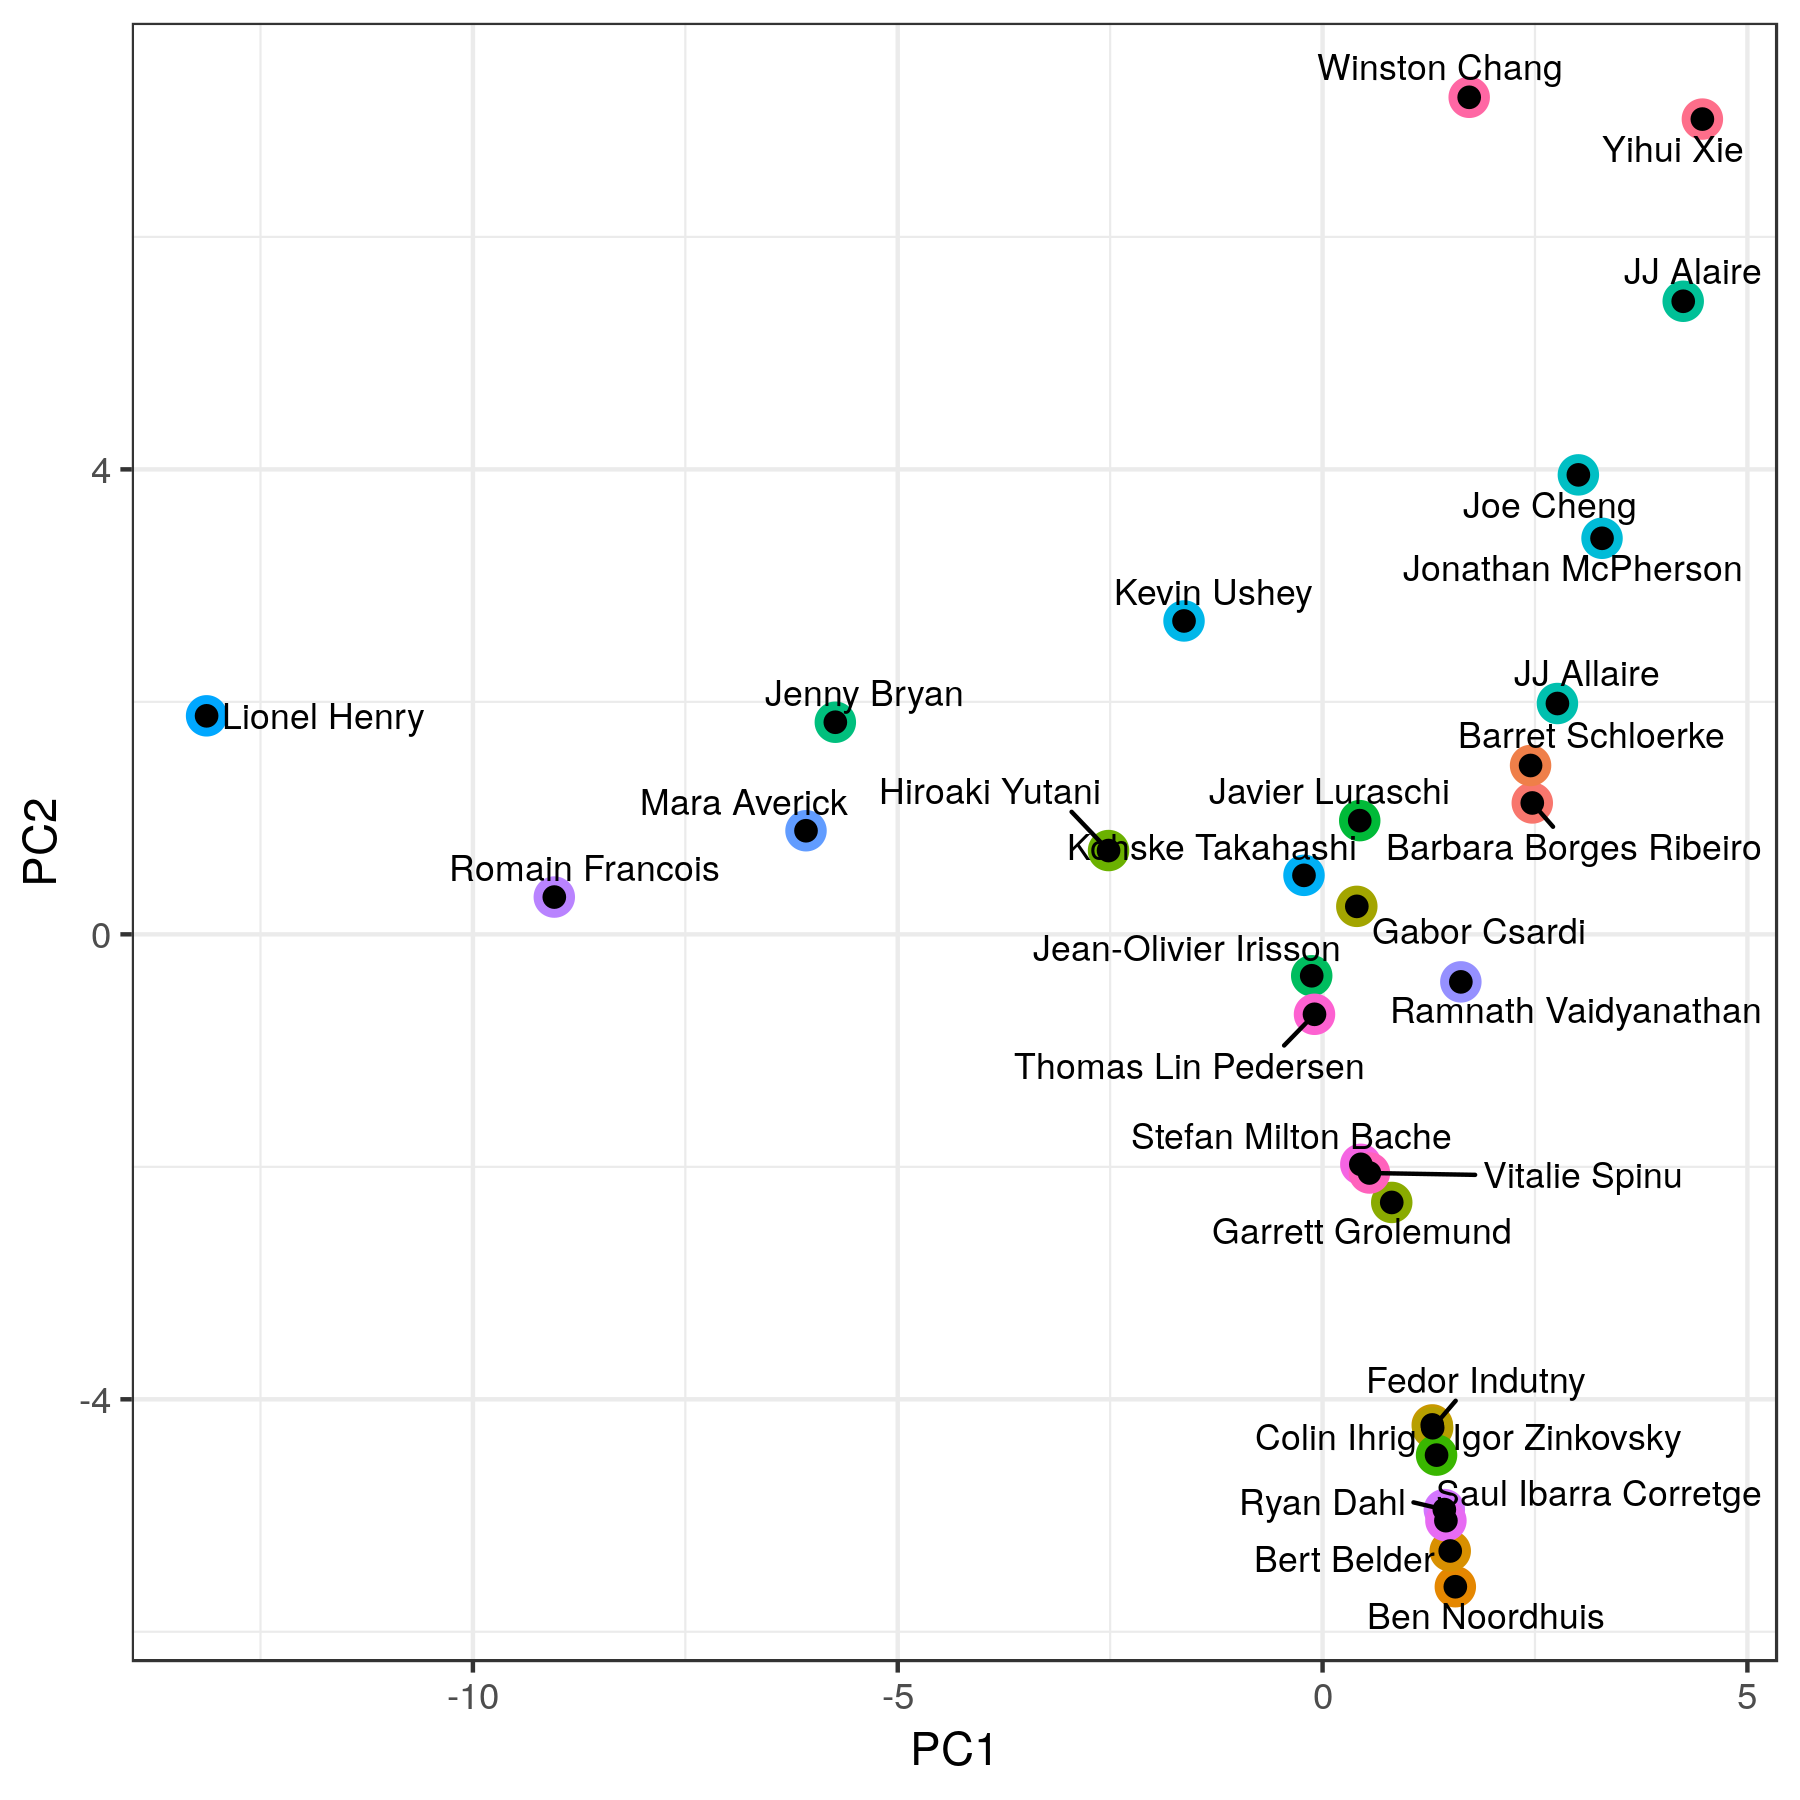 Winston Chang
Yihui Xie
JJ Alaire
4
Joe Cheng
Jonathan McPherson
Kevin Ushey
JJ Allaire
Jenny Bryan
Lionel Henry
Barret Schloerke
Hiroaki Yutani
Javier Luraschi
Mara Averick
Kohske Takahashi
Barbara Borges Ribeiro
Romain Francois
PC2
0
Gabor Csardi
Jean-Olivier Irisson
Ramnath Vaidyanathan
Thomas Lin Pedersen
Stefan Milton Bache
Vitalie Spinu
Garrett Grolemund
Fedor Indutny
-4
Colin Ihrig
Igor Zinkovsky
Saul Ibarra Corretge
Ryan Dahl
Bert Belder
Ben Noordhuis
-10
-5
0
5
PC1